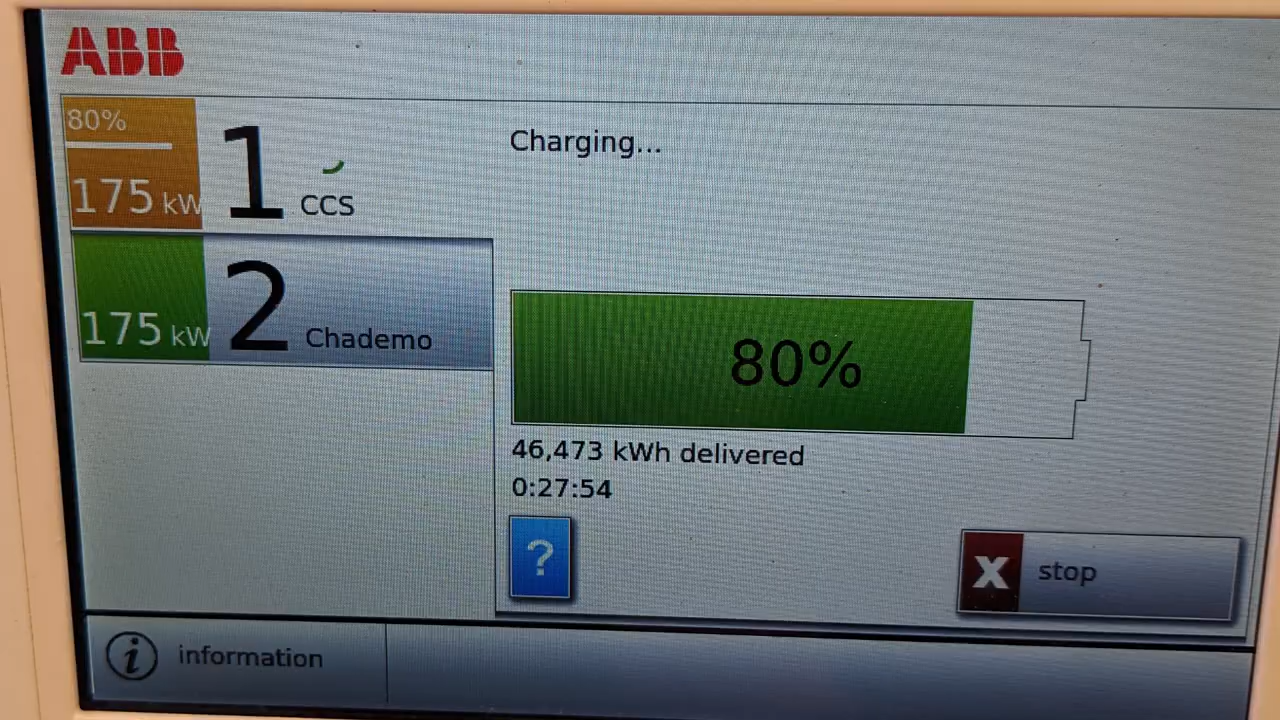 ABB
80%
175 kW
1
CCS
175 kW
2
Chademo
Charging...
80%
46,473 kWh delivered
0:27:54
?
X stop
i information